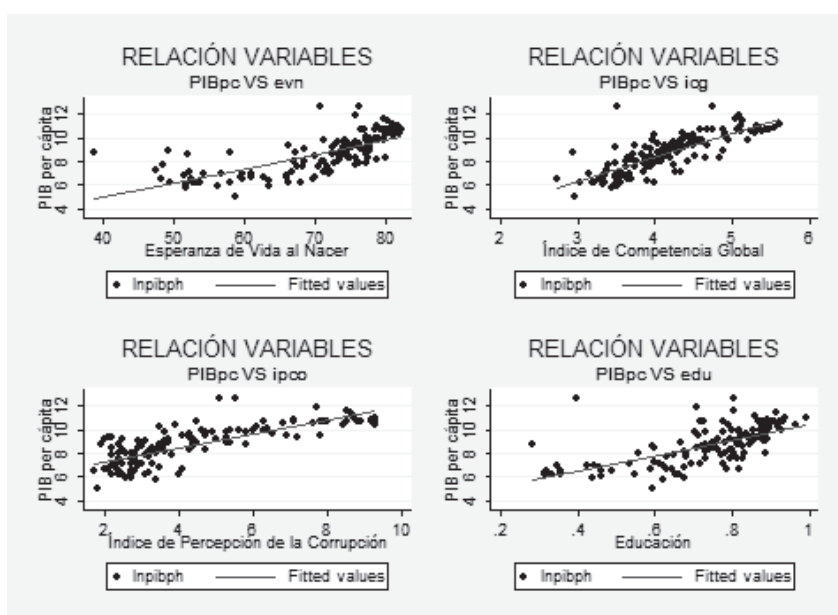 RELACIÓN VARIABLES
PIBpc VS evn
PIB per cápita
4 6 8 10 12
40 50 60 70 80
Esperanza de Vida al Nacer
lnpibph Fitted values
RELACIÓN VARIABLES
PIBpc VS icg
PIB per cápita
4 6 8 10 12
2 3 4 5 6
Índice de Competencia Global
lnpibph Fitted values
RELACIÓN VARIABLES
PIBpc VS ipco
PIB per cápita
4 6 8 10 12
2 4 6 8 10
Índice de Percepción de la Corrupción
lnpibph Fitted values
RELACIÓN VARIABLES
PIBpc VS edu
PIB per cápita
4 6 8 10 12
.2 .4 .6 .8 1
Educación
lnpibph Fitted values